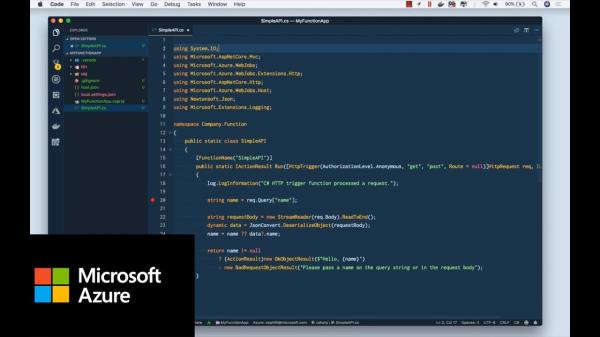 Code File Edit Selection View Go Debug Tasks Window Help 90%
SimpleAPI.cs — MyFunctionApp
EXPLORER
SimpleAPI.cs
OPEN EDITORS
SimpleAPI.cs
MYFUNCTIONAPP
.vscode
bin
obj
.gitignore
host.json
local.settings.json
MyFunctionApp.csproj
SimpleAPI.cs
1
2 using System.IO;
3 using Microsoft.AspNetCore.Mvc;
4 using Microsoft.Azure.WebJobs;
5 using Microsoft.Azure.WebJobs.Extensions.Http;
6 using Microsoft.AspNetCore.Http;
7 using Microsoft.Azure.WebJobs.Host;
8 using Newtonsoft.Json;
9 using Microsoft.Extensions.Logging;
10
11 namespace Company.Function
12 {
13 public static class SimpleAPI
14 {
15 [FunctionName("SimpleAPI")]
16 public static IActionResult Run([HttpTrigger(AuthorizationLevel.Anonymous, "get", "post", Route = null)]HttpRequest req,
17 {
18 log.LogInformation("C# HTTP trigger function processed a request.");
19
20 string name = req.Query["name"];
21
22 string requestBody = new StreamReader(req.Body).ReadToEnd();
23 dynamic data = JsonConvert.DeserializeObject(requestBody);
24 name = name ?? data?.name;
25
26 return name != null
27 ? (ActionResult)new OkObjectResult($"Hello, {name}")
28 : new BadRequestObjectResult("Please pass a name on the query string or in the request body");
29 }
Microsoft
Azure
MyFunctionApp
SimpleAPI.cs
Ln 2, Col 17 Spaces: 4 UTF-8 CRLF C#